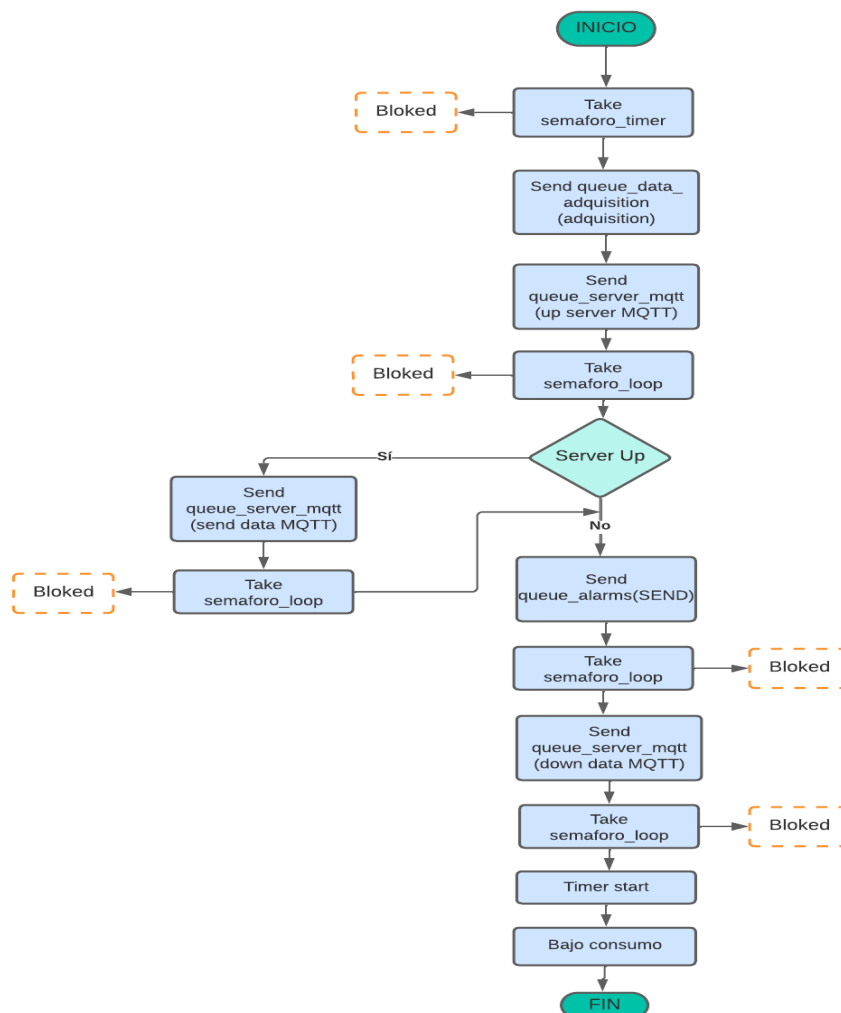 INICIO
Bloked
Take
semaforo_timer
Send queue_data_
adquisition
(adquisition)
Send
queue_server_mqtt
(up server MQTT)
Bloked
Take
semaforo_loop
Server Up
Sí
Send
queue_server_mqtt
(send data MQTT)
No
Bloked
Take
semaforo_loop
Send
queue_alarms(SEND)
Take
semaforo_loop
Bloked
Send
queue_server_mqtt
(down data MQTT)
Take
semaforo_loop
Bloked
Timer start
Bajo consumo
FIN